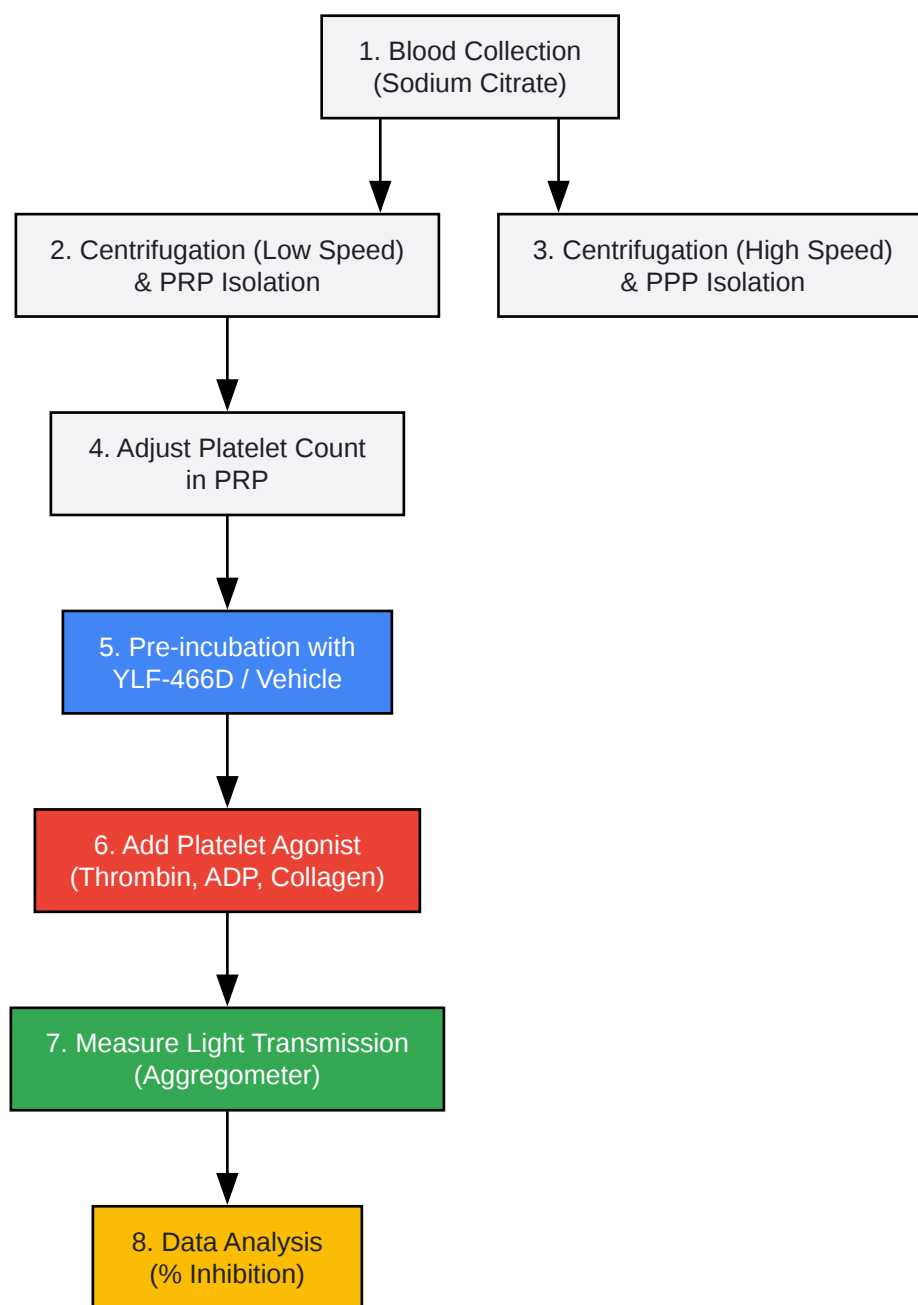 1. Blood Collection
(Sodium Citrate)
2. Centrifugation (Low Speed)
& PRP Isolation
3. Centrifugation (High Speed)
& PPP Isolation
4. Adjust Platelet Count
in PRP
5. Pre-incubation with
YLF-466D / Vehicle
6. Add Platelet Agonist
(Thrombin, ADP, Collagen)
7. Measure Light Transmission
(Aggregometer)
8. Data Analysis
(% Inhibition)